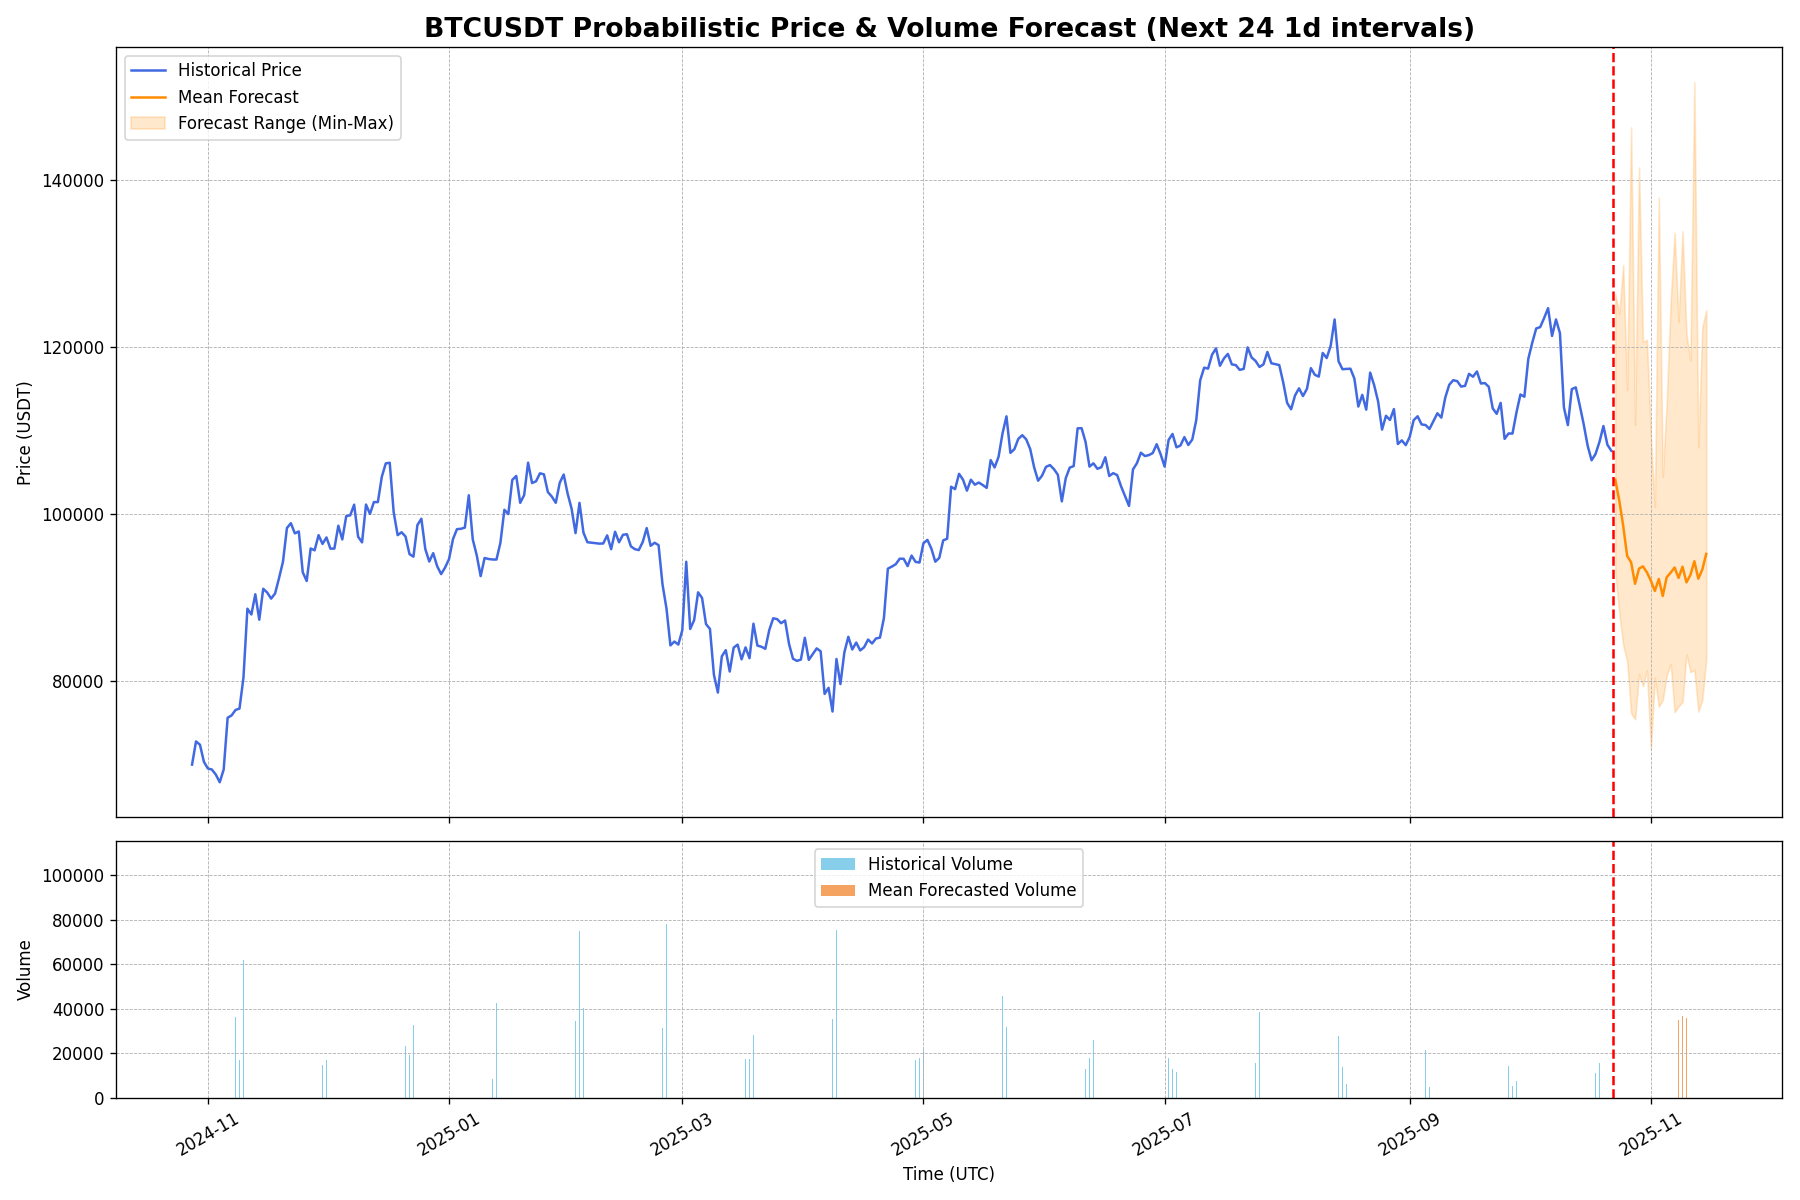 BTCUSDT Probabilistic Price & Volume Forecast (Next 24 1d intervals)
Historical Price
Mean Forecast
Forecast Range (Min-Max)
140000
120000
100000
80000
Price (USDT)
Historical Volume
Mean Forecasted Volume
100000
80000
60000
40000
20000
0
Volume
2024-11
2025-01
2025-03
2025-05
2025-07
2025-09
2025-11
Time (UTC)